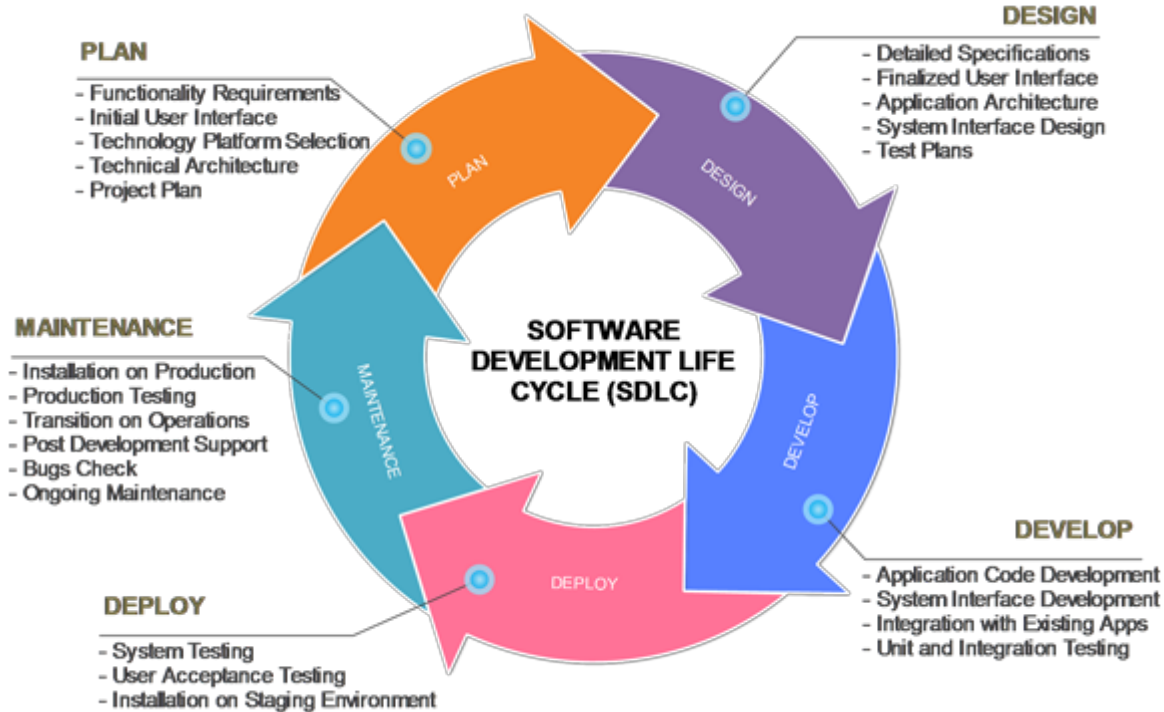 PLAN
- Functionality Requirements
- Initial User Interface
- Technology Platform Selection
- Technical Architecture
- Project Plan
DESIGN
- Detailed Specifications
- Finalized User Interface
- Application Architecture
- System Interface Design
- Test Plans
PLAN
DESIGN
MAINTENANCE
- Installation on Production
- Production Testing
- Transition on Operations
- Post Development Support
- Bugs Check
- Ongoing Maintenance
MAINTENANCE
SOFTWARE
DEVELOPMENT LIFE
CYCLE (SDLC)
DEVELOP
DEVELOP
- Application Code Development
- System Interface Development
- Integration with Existing Apps
- Unit and Integration Testing
DEPLOY
DEPLOY
- System Testing
- User Acceptance Testing
- Installation on Staging Environment